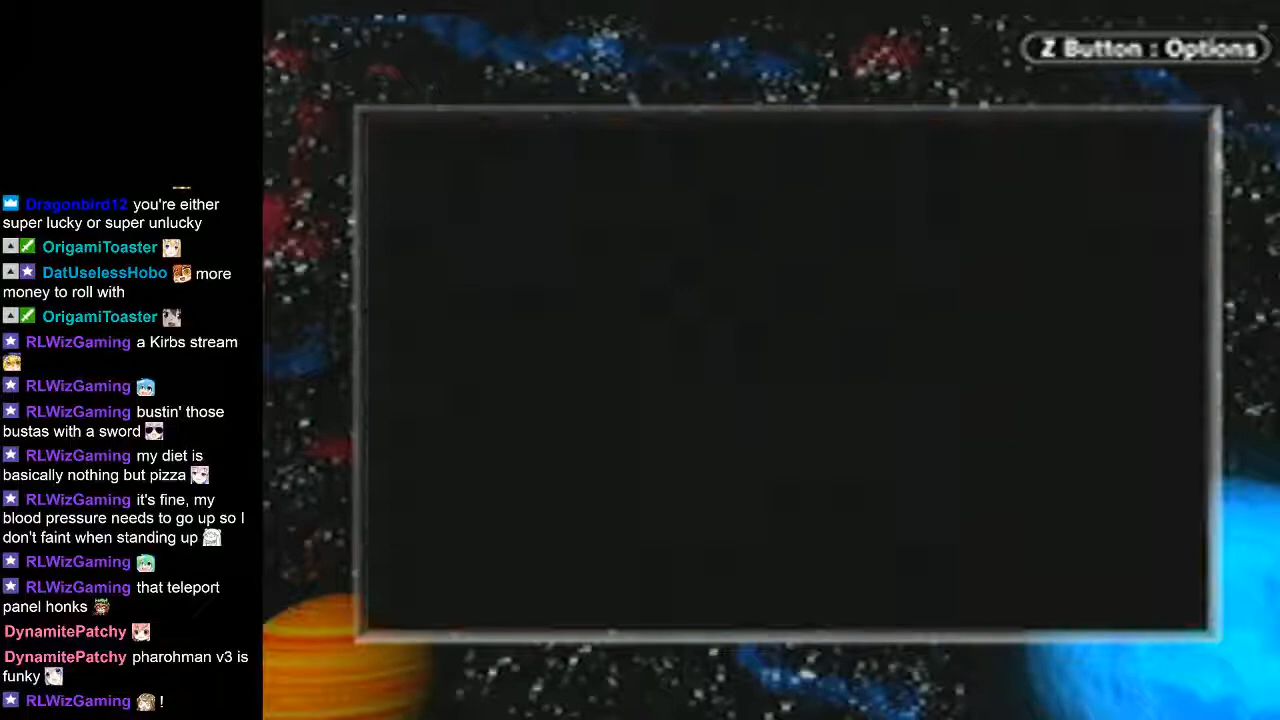 Z Button : Options
Dragonbird12 you're either
super lucky or super unlucky
OrigamiToaster
DatUselessHobo more
money to roll with
OrigamiToaster
RLWizGaming a Kirbs stream
RLWizGaming
RLWizGaming bustin' those
bustas with a sword
RLWizGaming my diet is
basically nothing but pizza
RLWizGaming it's fine, my
blood pressure needs to go up so I
don't faint when standing up
RLWizGaming
RLWizGaming that teleport
panel honks
DynamitePatchy
DynamitePatchy pharohman v3 is
funky
RLWizGaming !